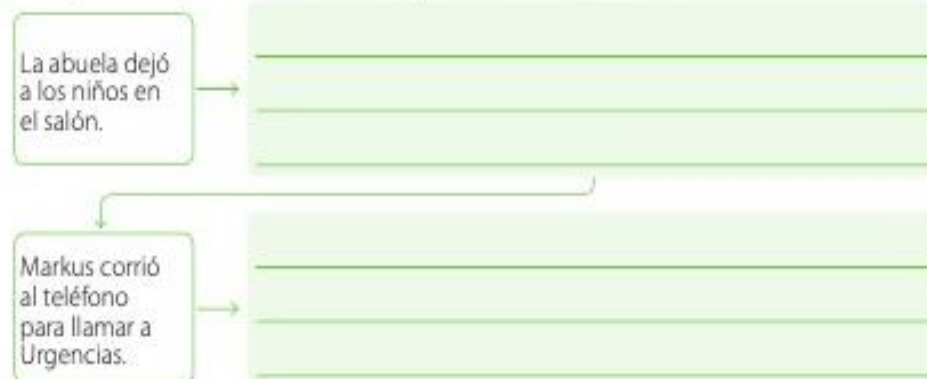 La abuela dejó
a los niños en
el salón.
Markus corrió
al teléfono
para llamar a
Urgencias.